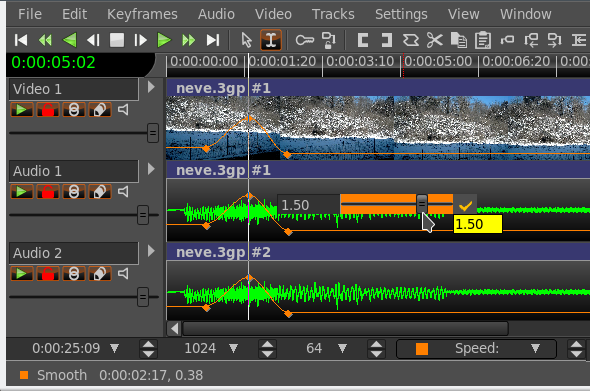 File Edit Keyframes Audio Video Tracks Settings View Window
0:00:05:02
0:00:00:00 0:00:01:20 0:00:03:10 0:00:05:00 0:00:06:20 0:00
Video 1
neve.3gp #1
Audio 1
neve.3gp #1
1.50
1.50
Audio 2
neve.3gp #2
0:00:25:09 1024 64 Speed:
Smooth 0:00:02:17, 0.38